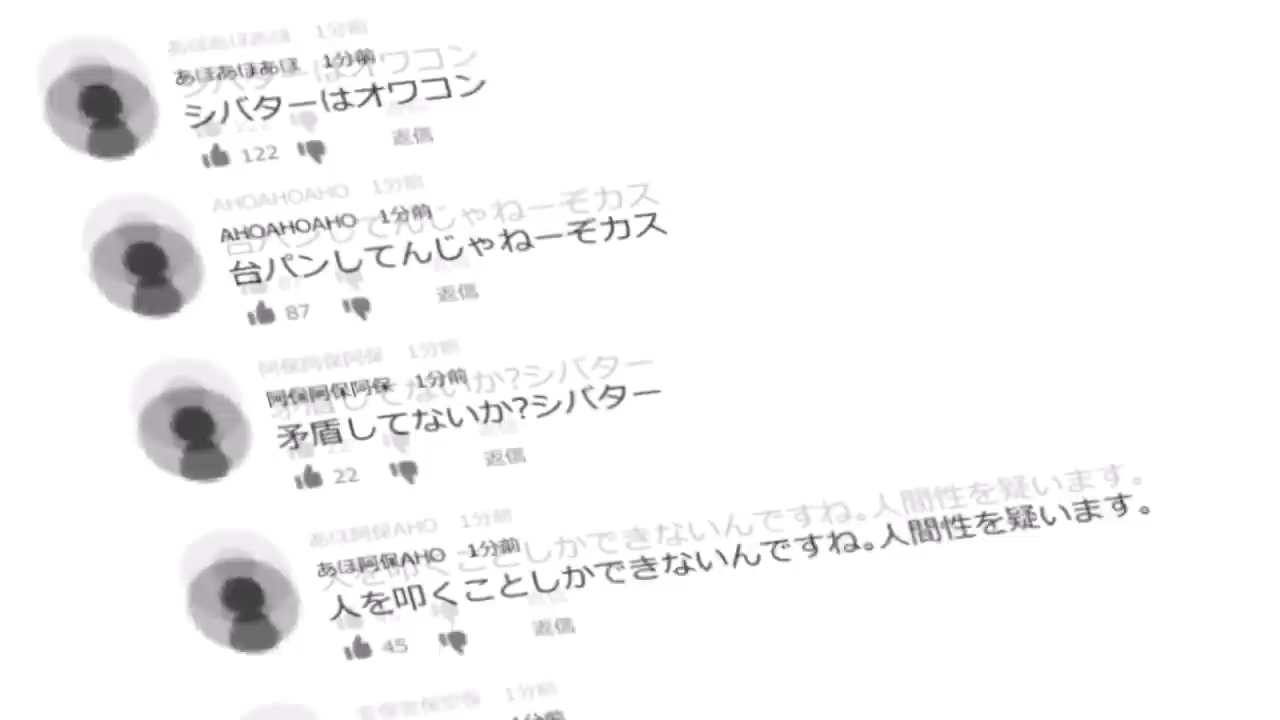 あほあほあほ 1分前
シバターはオワコン
122 返信
AHOAHOAHO 1分前
台パンしてんじゃねーぞカス
87 返信
阿保阿保阿保 1分前
矛盾してないか?シバター
22 返信
あほ阿保AHO 1分前
人を叩くことしかできないんですね。人間性を疑います。
45 返信
1分前